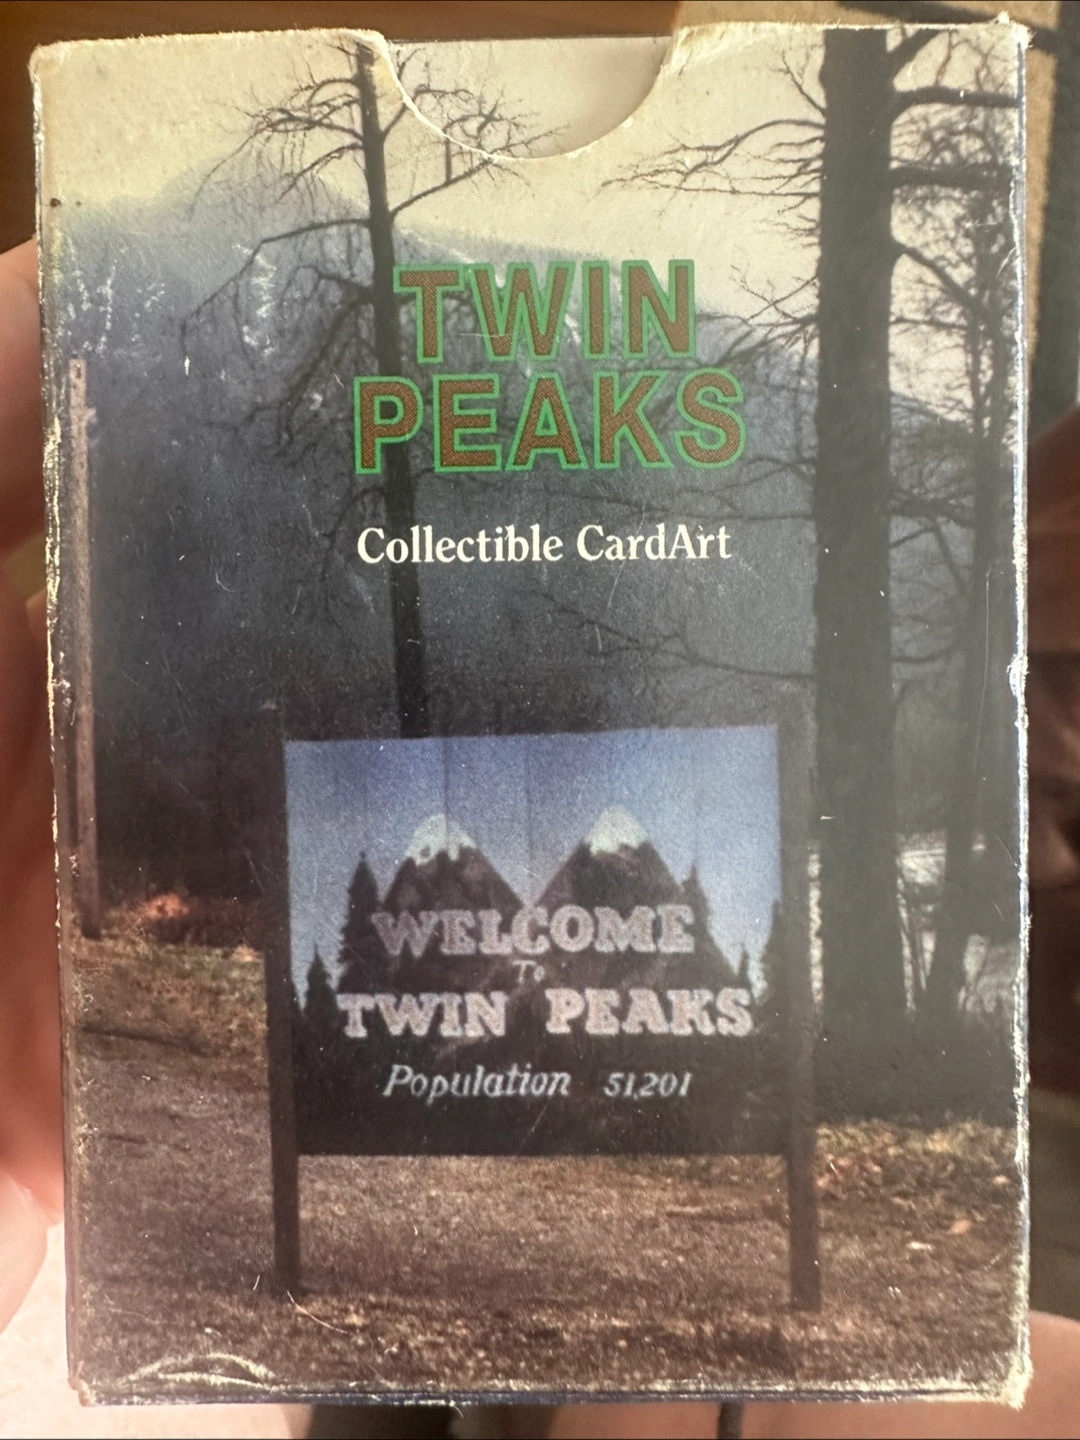 TWIN
PEAKS
Collectible CardArt
WELCOME
To
TWIN PEAKS
Population 51,201